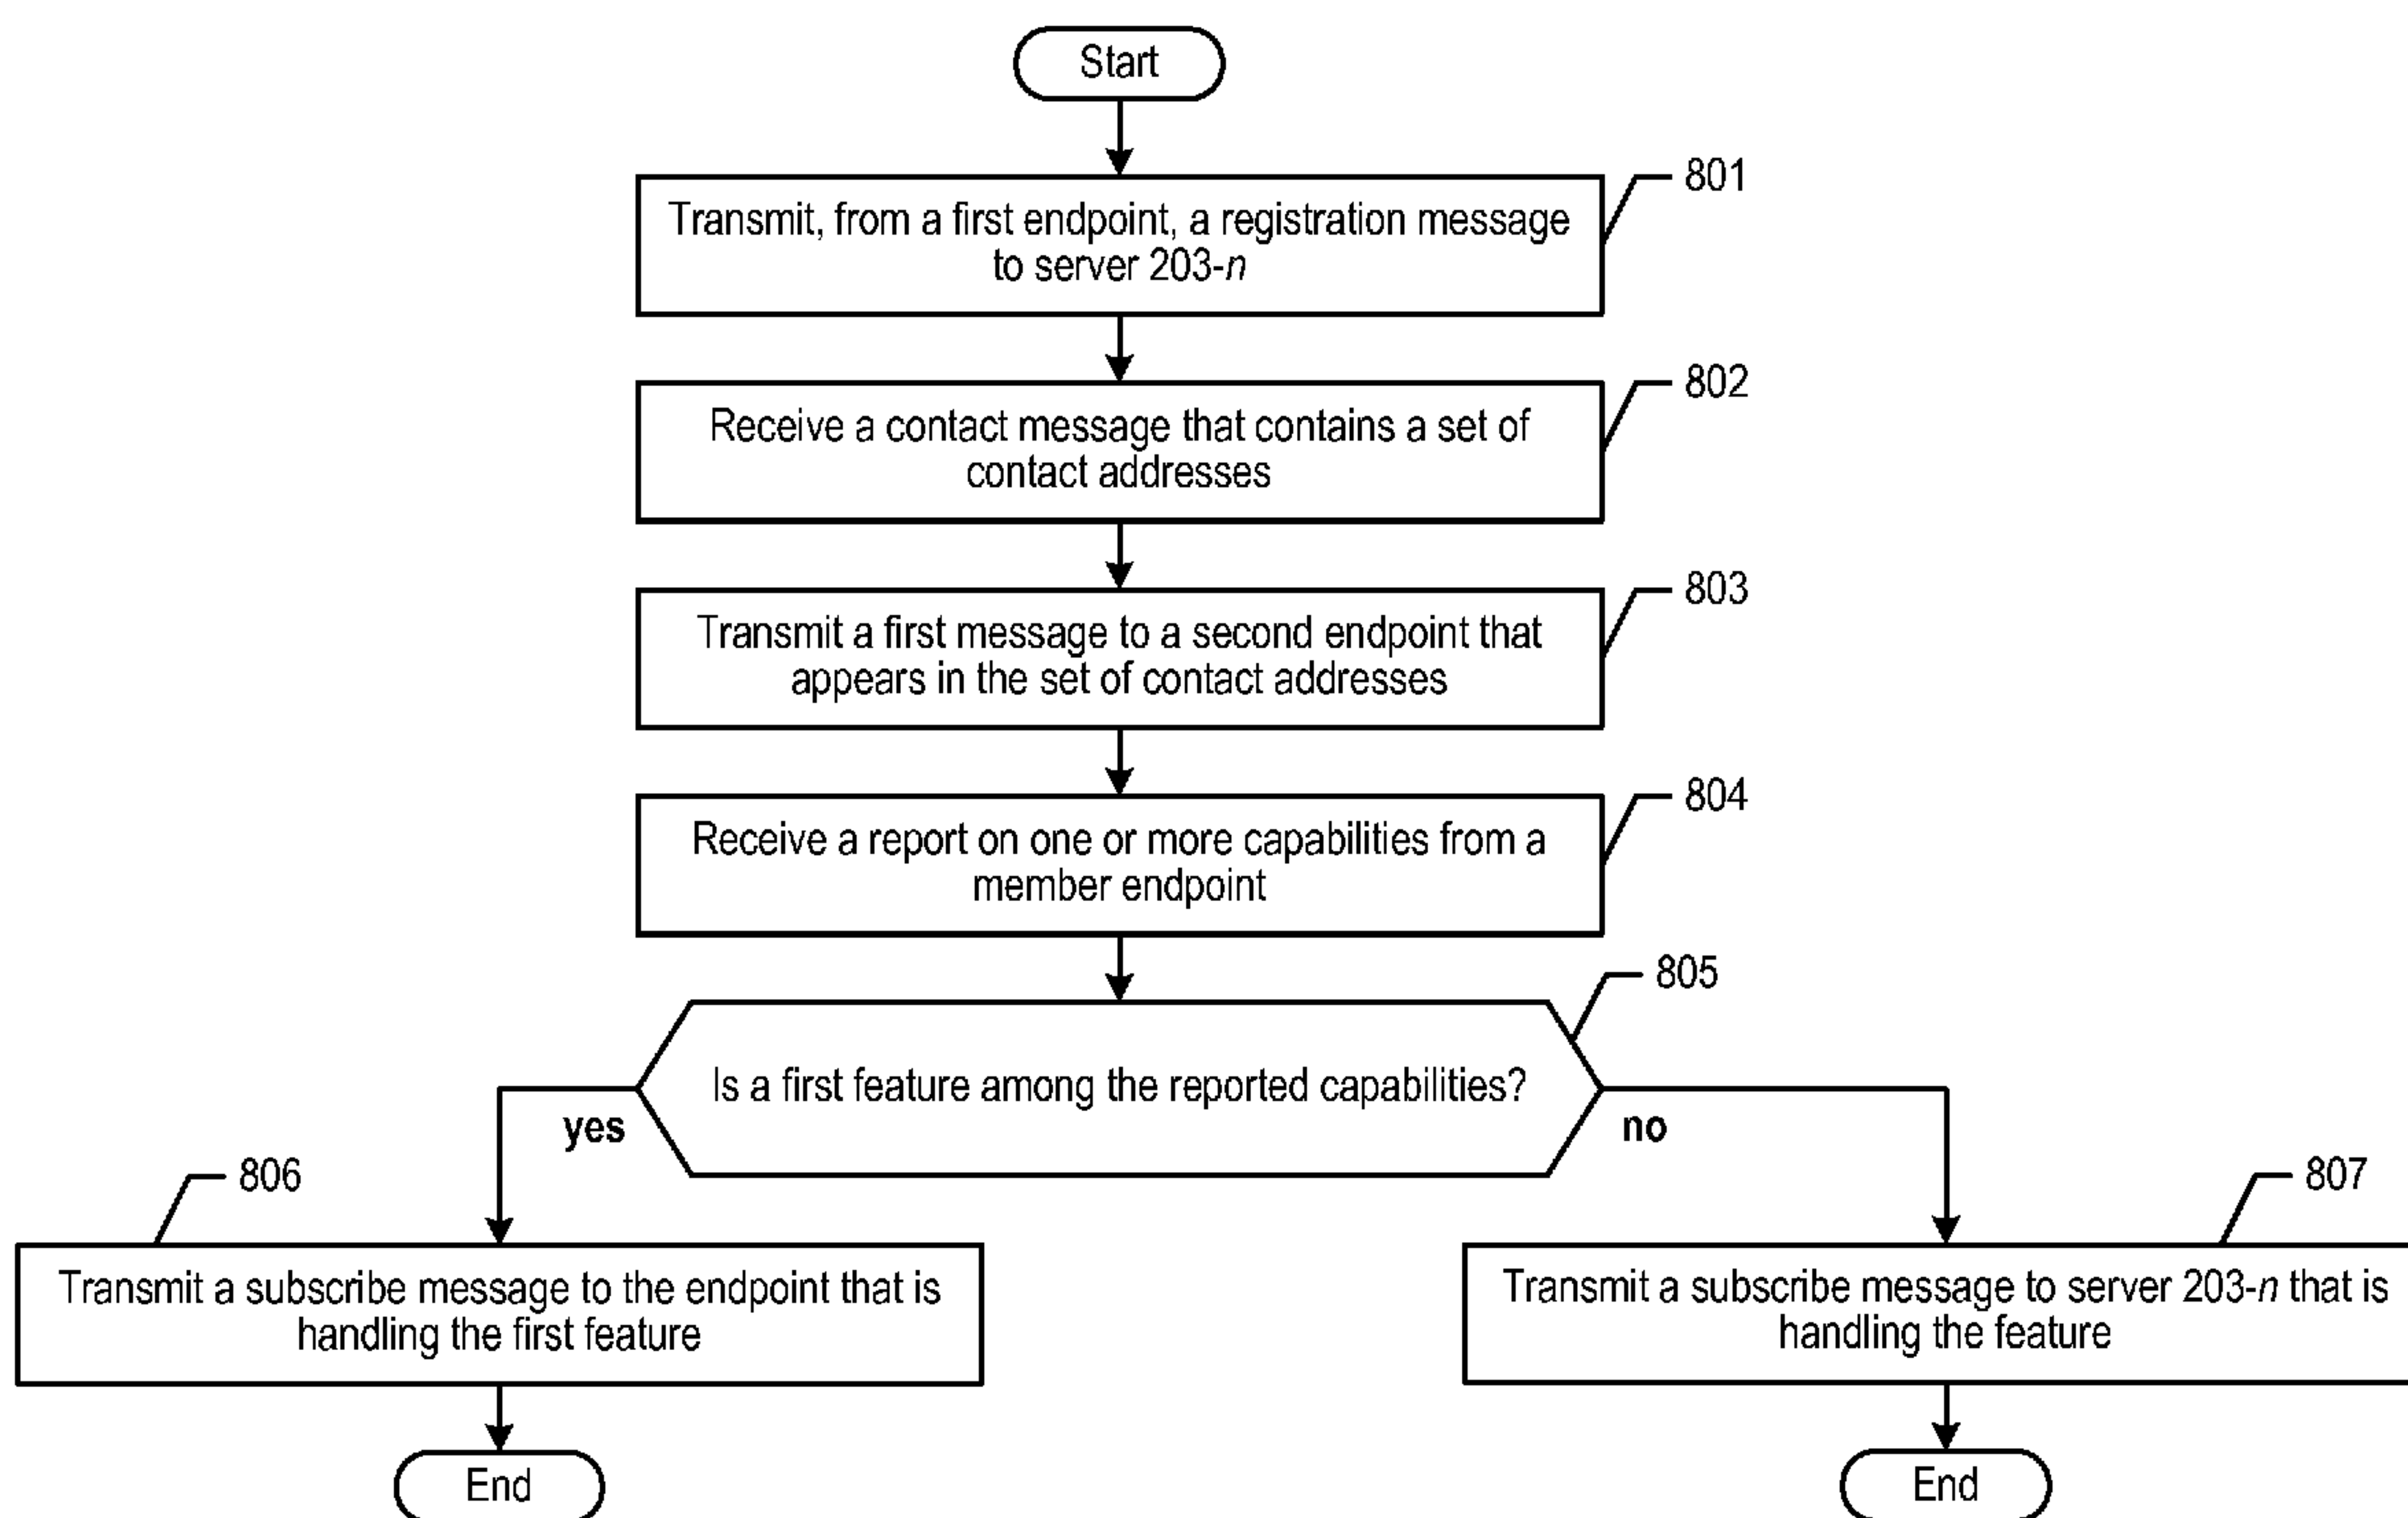 Start
801
Transmit, from a first endpoint, a registration message
to server 203-n
802
Receive a contact message that contains a set of
contact addresses
803
Transmit a first message to a second endpoint that
appears in the set of contact addresses
804
Receive a report on one or more capabilities from a
member endpoint
805
Is a first feature among the reported capabilities?
yes
no
806
807
Transmit a subscribe message to the endpoint that is
handling the first feature
Transmit a subscribe message to server 203-n that is
handling the feature
End
End